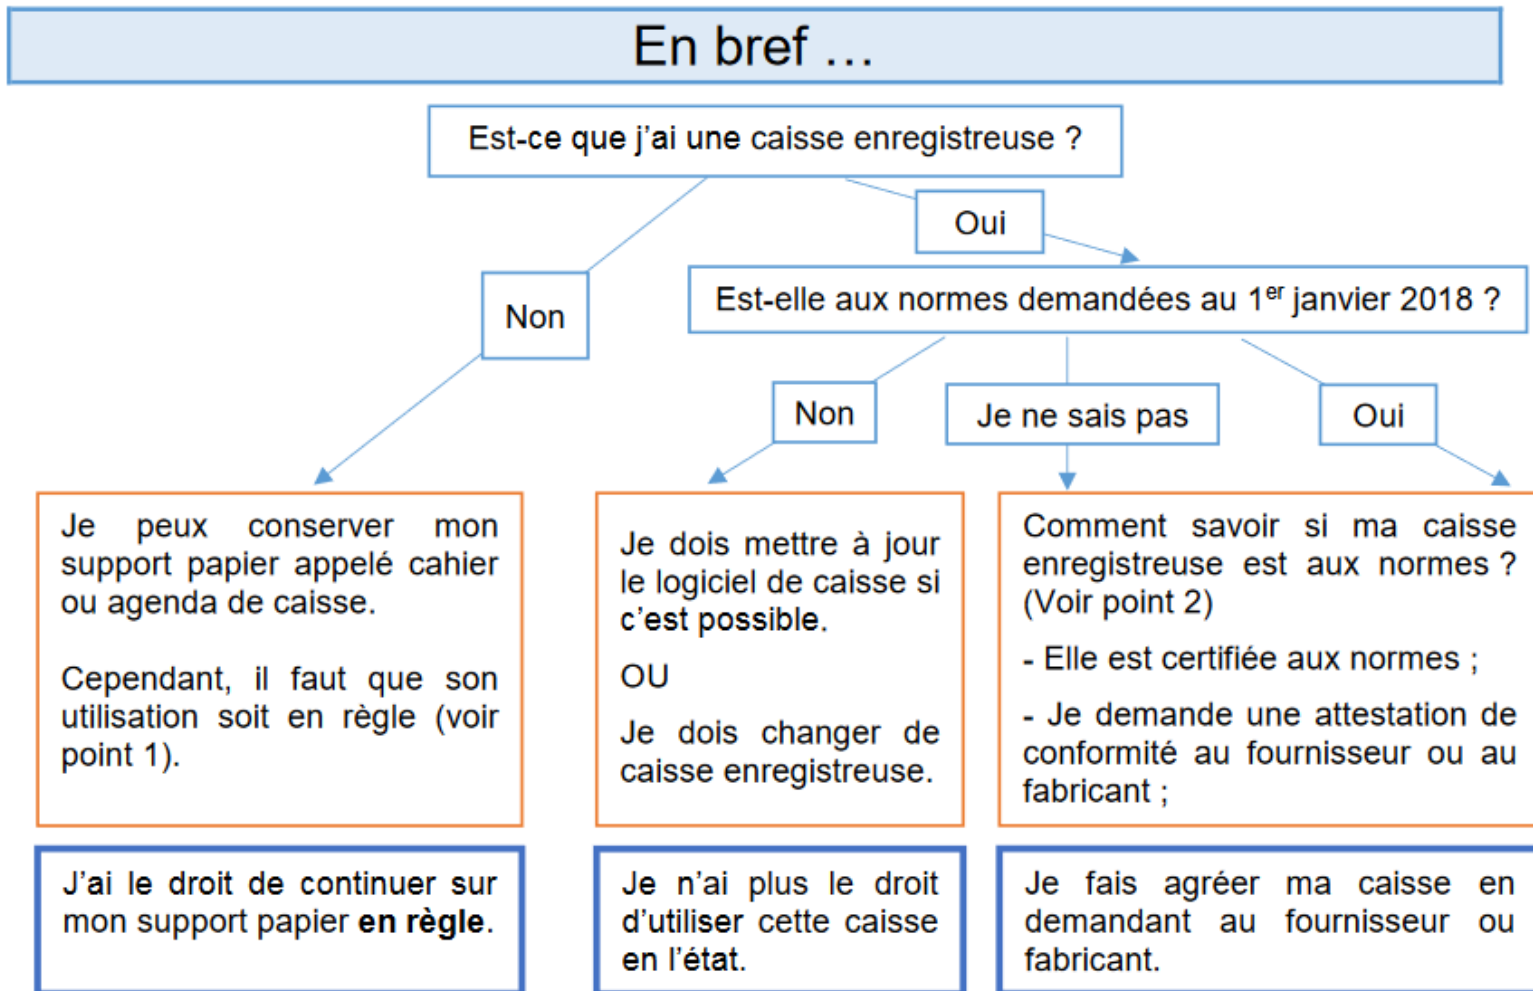 En bref …
Est-ce que j’ai une caisse enregistreuse ?
Oui
Non
Est-elle aux normes demandées au 1er janvier 2018 ?
Non
Je ne sais pas
Oui
Je peux conserver mon
support papier appelé cahier
ou agenda de caisse.
Cependant, il faut que son
utilisation soit en règle (voir
point 1).
Je dois mettre à jour
le logiciel de caisse si
c’est possible.
OU
Je dois changer de
caisse enregistreuse.
Comment savoir si ma caisse
enregistreuse est aux normes ?
(Voir point 2)
- Elle est certifiée aux normes ;
- Je demande une attestation de
conformité au fournisseur ou au
fabricant ;
J’ai le droit de continuer sur
mon support papier en règle.
Je n’ai plus le droit
d’utiliser cette caisse
en l’état.
Je fais agréer ma caisse en
demandant au fournisseur ou
fabricant.